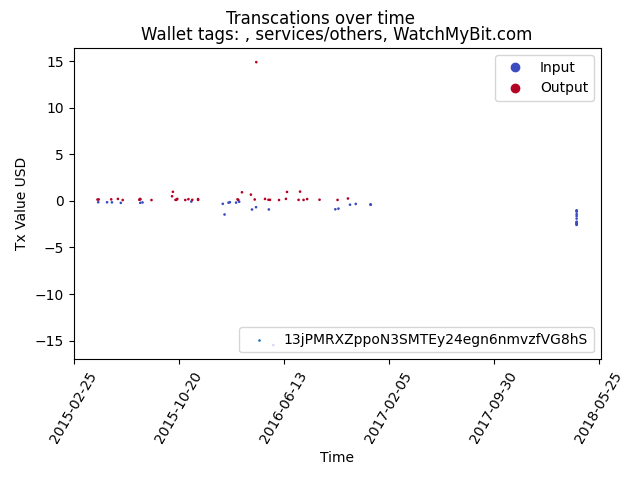 Transcations over time
Wallet tags: , services/others, WatchMyBit.com
Input
Output
Tx Value USD
15
10
5
0
−5
−10
−15
13jPMRXZppoN3SMTEy24egn6nmvzfVG8hS
2015-02-25
2015-10-20
2016-06-13
2017-02-05
2017-09-30
2018-05-25
Time